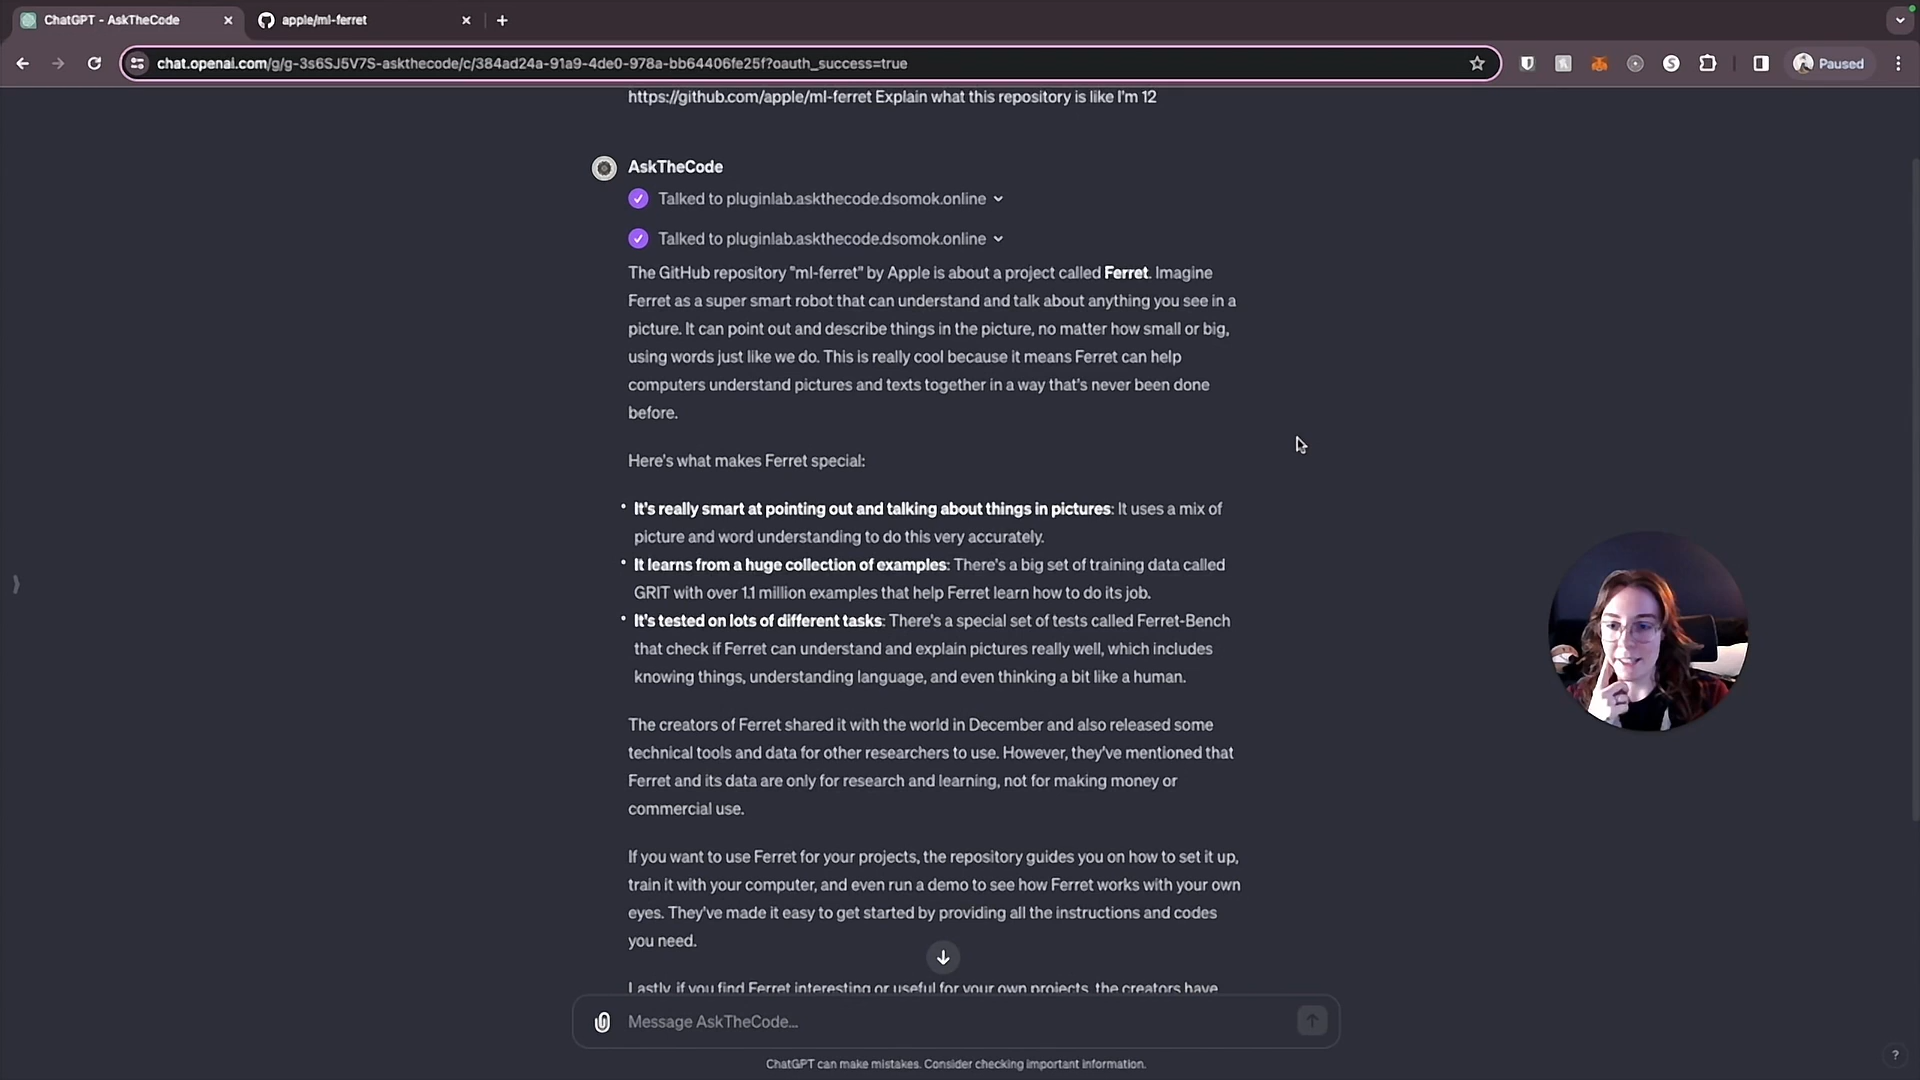 ChatGPT - AskTheCode
apple/ml-ferret
chat.openai.com/g/g-3s6SJ5V7S-askthecode/c/384ad24a-91a9-4de0-978a-bb64406fe25f?oauth_success=true
Paused
https://github.com/apple/ml-ferret Explain what this repository is like I'm 12
AskTheCode
Talked to pluginlab.askthecode.dsomok.online
Talked to pluginlab.askthecode.dsomok.online
The GitHub repository "ml-ferret" by Apple is about a project called Ferret. Imagine
Ferret as a super smart robot that can understand and talk about anything you see in a
picture. It can point out and describe things in the picture, no matter how small or big,
using words just like we do. This is really cool because it means Ferret can help
computers understand pictures and texts together in a way that's never been done
before.
Here's what makes Ferret special:
• It's really smart at pointing out and talking about things in pictures: It uses a mix of
picture and word understanding to do this very accurately.
• It learns from a huge collection of examples: There's a big set of training data called
GRIT with over 1.1 million examples that help Ferret learn how to do its job.
• It's tested on lots of different tasks: There's a special set of tests called Ferret-Bench
that check if Ferret can understand and explain pictures really well, which includes
knowing things, understanding language, and even thinking a bit like a human.
The creators of Ferret shared it with the world in December and also released some
technical tools and data for other researchers to use. However, they've mentioned that
Ferret and its data are only for research and learning, not for making money or
commercial use.
If you want to use Ferret for your projects, the repository guides you on how to set it up,
train it with your computer, and even run a demo to see how Ferret works with your own
eyes. They've made it easy to get started by providing all the instructions and codes
you need.
Lastly, if you find Ferret interesting or useful for your own projects, the creators have
Message AskTheCode...
ChatGPT can make mistakes. Consider checking important information.
?